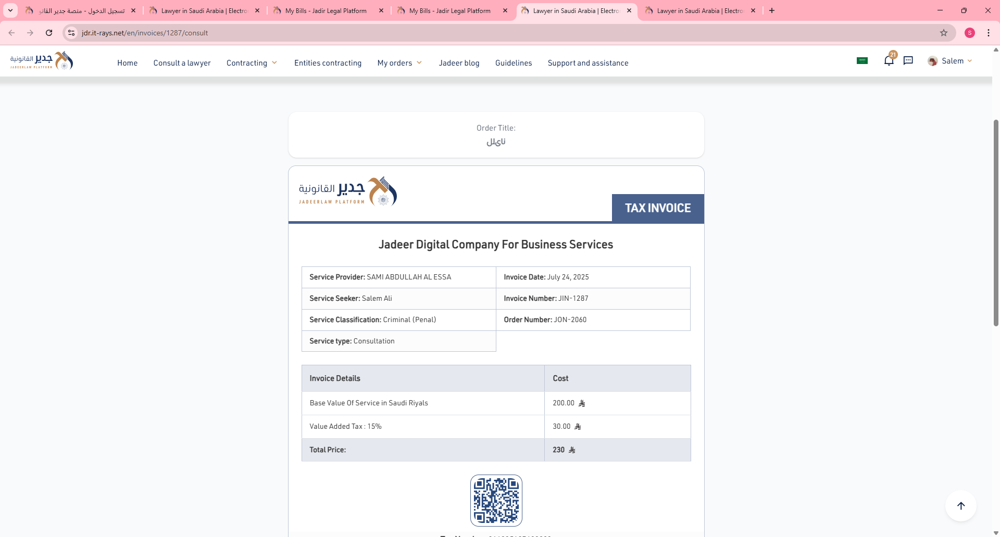 تسجيل الدخول - منصة جدير القانو
Lawyer in Saudi Arabia | Electro
My Bills - Jadir Legal Platform
My Bills - Jadir Legal Platform
Lawyer in Saudi Arabia | Electro
Lawyer in Saudi Arabia | Electro
jdr.it-rays.net/en/invoices/1287/consult
S
جدير القانونية
JADEERLAW PLATFORM
Home
Consult a lawyer
Contracting
Entities contracting
My orders
Jadeer blog
Guidelines
Support and assistance
21
Salem
Order Title:
نايلل
جدير القانونية
JADEERLAW PLATFORM
TAX INVOICE
Jadeer Digital Company For Business Services
Service Provider: SAMI ABDULLAH AL ESSA
Invoice Date: July 24, 2025
Service Seeker: Salem Ali
Invoice Number: JIN-1287
Service Classification: Criminal (Penal)
Order Number: JON-2060
Service type: Consultation
Invoice Details
Cost
Base Value Of Service in Saudi Riyals
200.00
Value Added Tax : 15%
30.00
Total Price:
230